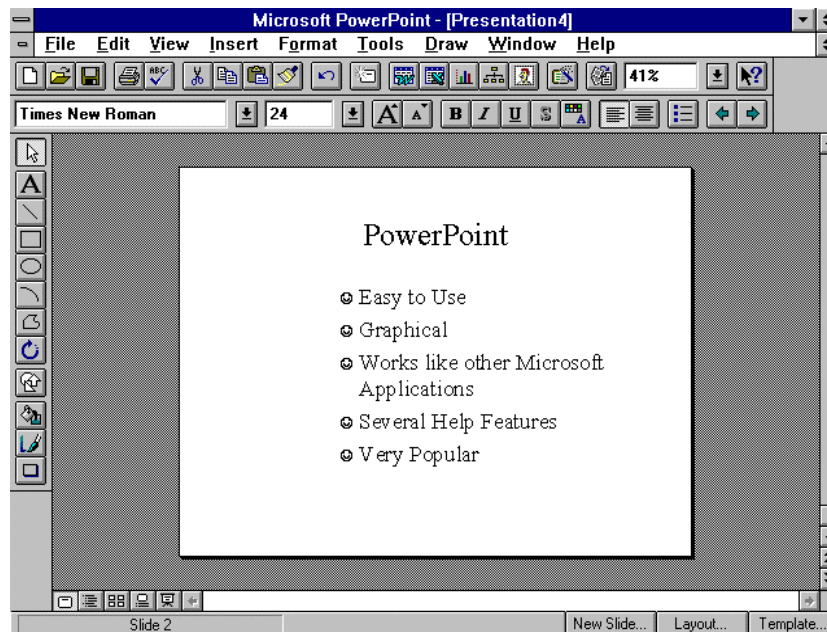 Microsoft PowerPoint - [Presentation4]
File Edit View Insert Format Tools Draw Window Help
ABC 41% ?
Times New Roman 24 A A B I U S A
A
PowerPoint
Easy to Use
Graphical
Works like other Microsoft
Applications
Several Help Features
Very Popular
Slide 2 New Slide... Layout... Template...